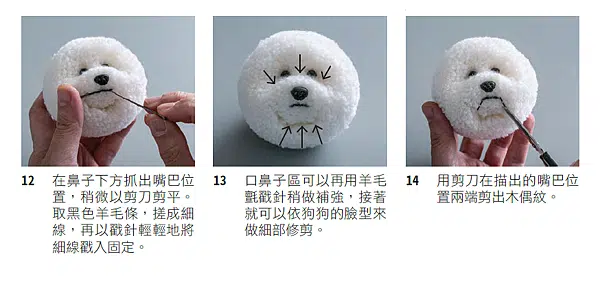 12 在鼻子下方抓出嘴巴位
置，稍微以剪刀剪平。
取黑色羊毛條，搓成細
線，再以戳針輕輕地將
細線戳入固定。
13 口鼻子區可以再用羊毛
氈戳針稍做補強，接著
就可以依狗狗的臉型來
做細部修剪。
14 用剪刀在描出的嘴巴位
置兩端剪出木偶紋。